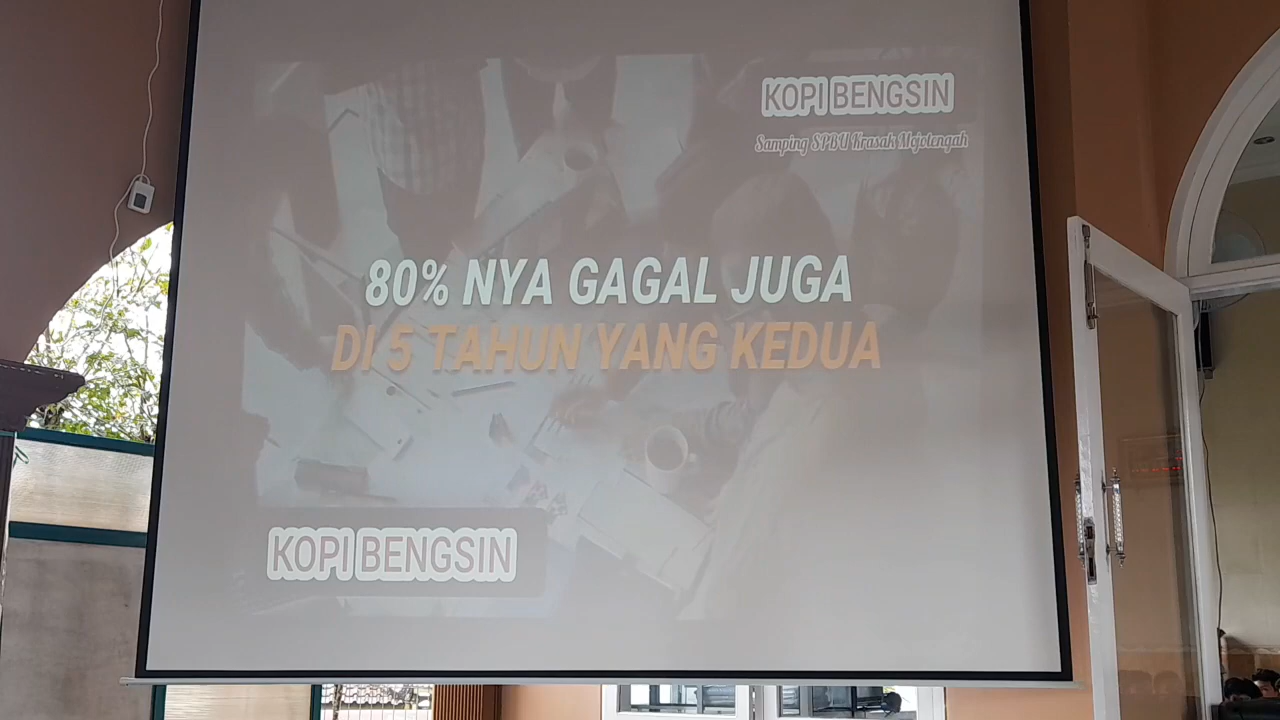 KOPI BENGSIN
Samping SPBU Krasak Mojotengah
80% NYA GAGAL JUGA
DI 5 TAHUN YANG KEDUA
KOPI BENGSIN